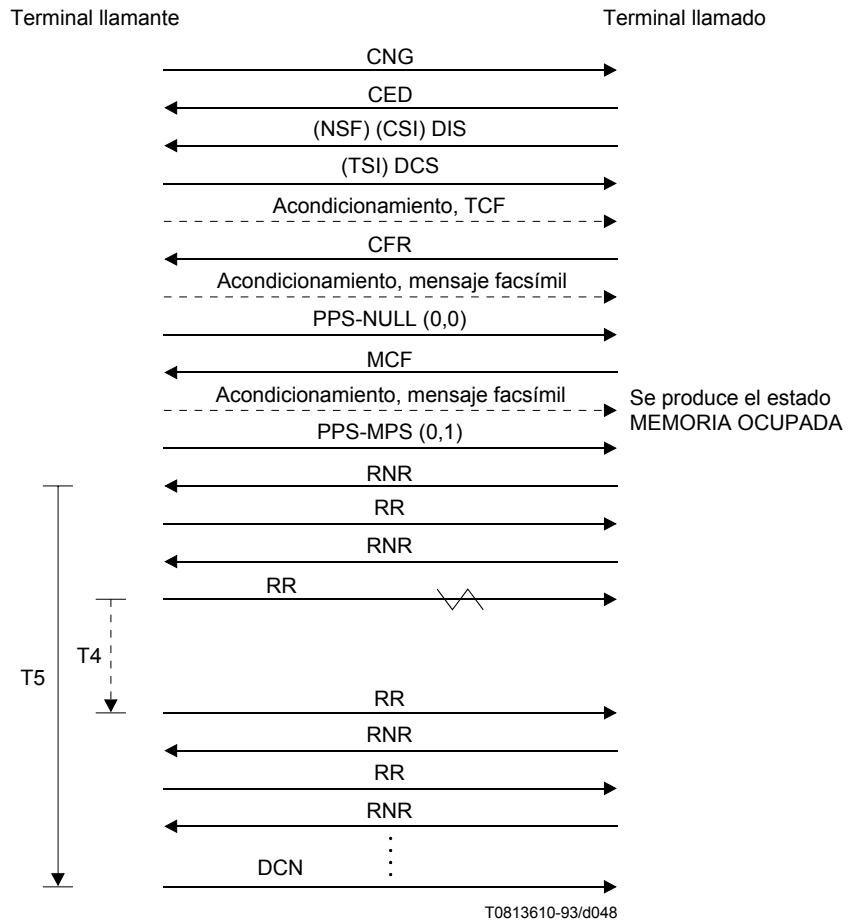 Terminal llamante
Terminal llamado
CNG
CED
(NSF) (CSI) DIS
(TSI) DCS
Acondicionamiento, TCF
CFR
Acondicionamiento, mensaje facsímil
PPS-NULL (0,0)
MCF
Acondicionamiento, mensaje facsímil
Se produce el estado
MEMORIA OCUPADA
PPS-MPS (0,1)
RNR
RR
RNR
RR
T4
T5
RR
RNR
RR
RNR
DCN
T0813610-93/d048